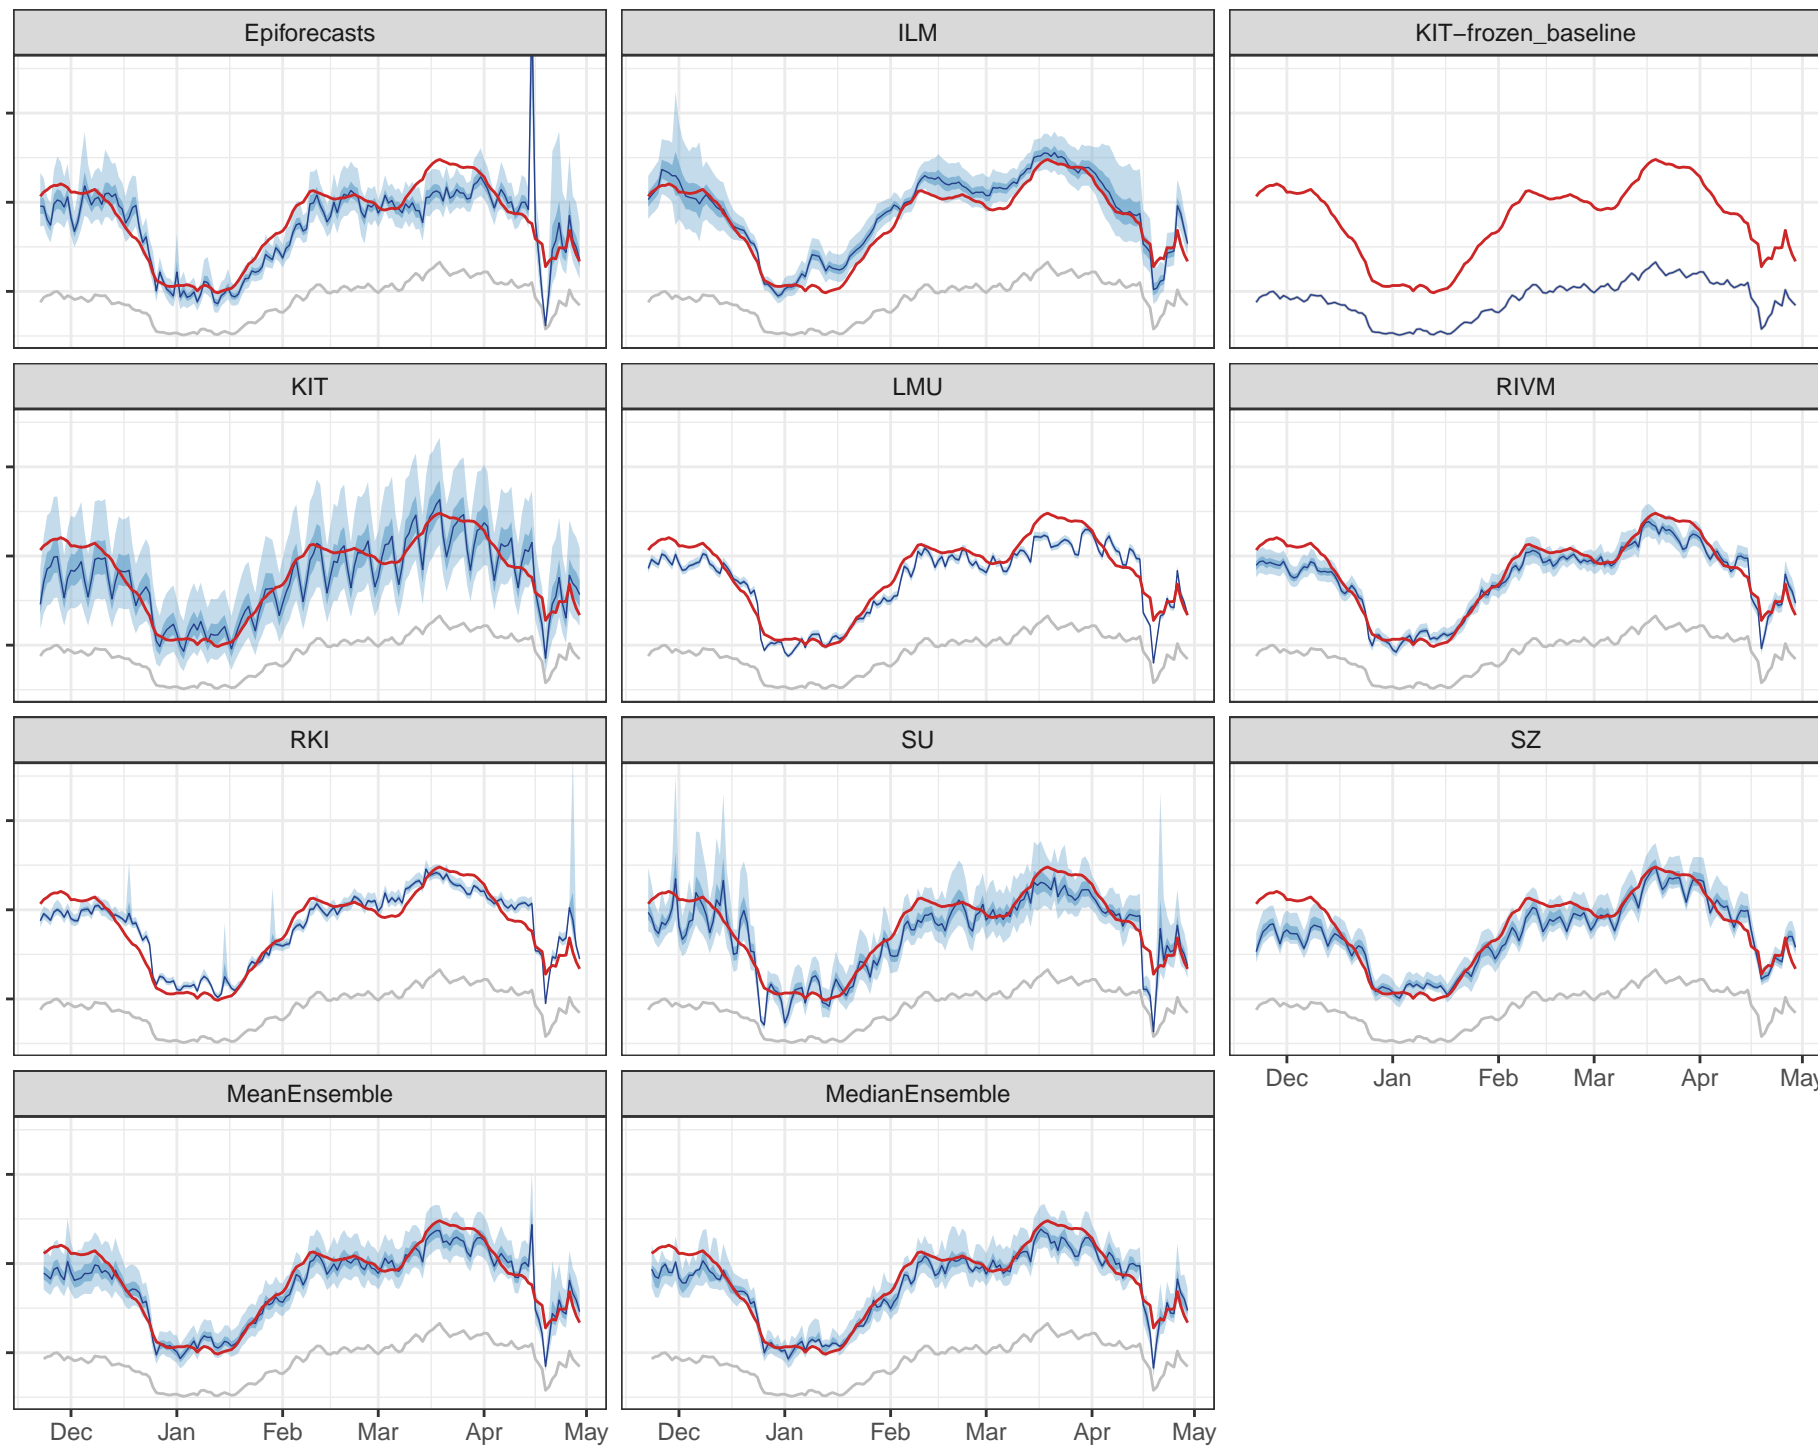 Epiforecasts
ILM
KIT−frozen_baseline
KIT
LMU
RIVM
RKI
SU
SZ
Dec Jan Feb Mar Apr May
MeanEnsemble
MedianEnsemble
Dec Jan Feb Mar Apr May
Dec Jan Feb Mar Apr May